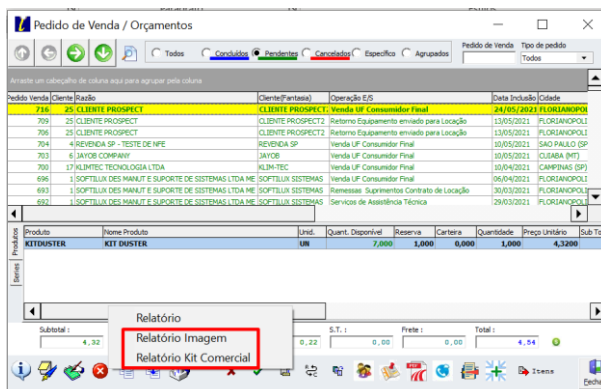 Pedido de Venda / Orçamentos
Todos Concluídos Pendentes Cancelados Específico Agrupados
Pedido de Venda Tipo de pedido
Todos
Arraste um cabeçalho de coluna aqui para agrupar pela coluna
Pedido Venda Cliente Razão Cliente(Fantasia) Operação E/S Data Inclusão Cidade
716 25 CLIENTE PROSPECT CLIENTE PROSPECT2 Venda UF Consumidor Final 24/05/2021 FLORIANOPOL
709 25 CLIENTE PROSPECT CLIENTE PROSPECT2 Retorno Equipamento enviado para Locação 13/05/2021 FLORIANOPOLI
706 25 CLIENTE PROSPECT CLIENTE PROSPECT2 Retorno Equipamento enviado para Locação 13/05/2021 FLORIANOPOLI
704 4 REVENDA SP - TESTE DE NFE REVENDA SP Venda UF Consumidor Final 10/05/2021 SAO PAULO (SP
703 6 JAYOB COMPANY JAYOB Venda UF Consumidor Final 10/05/2021 CUIABA (MT)
700 17 KLIMTEC TECNOLOGIA LTDA KLIM-TEC Venda UF Consumidor Final 10/04/2021 CAMPINAS (SP)
696 1 SOFTILUX DES MANUT E SUPORTE DE SISTEMAS LTDA ME SOFTILUX SISTEMAS Venda UF Consumidor Final 06/04/2021 FLORIANOPOLI
693 1 SOFTILUX DES MANUT E SUPORTE DE SISTEMAS LTDA ME SOFTILUX SISTEMAS Remessas Suprimentos Contrato de Locação 30/03/2021 FLORIANOPOLI
692 1 SOFTILUX DES MANUT E SUPORTE DE SISTEMAS LTDA ME SOFTILUX SISTEMAS Serviços de Assistência Técnica 29/03/2021 FLORIANOPOLI
Produtos
Series
Produto Nome Produto Unid. Quant. Disponível Reserva Carteira Quantidade Preço Unitário Sub To
KITDUSTER KIT DUSTER UN 7,000 1,000 0,000 1,000 4,3200
Relatório
Relatório Imagem
Relatório Kit Comercial
Subtotal : S.T. : Frete : Total :
4,32 0,22 0,00 0,00 4,54
Itens